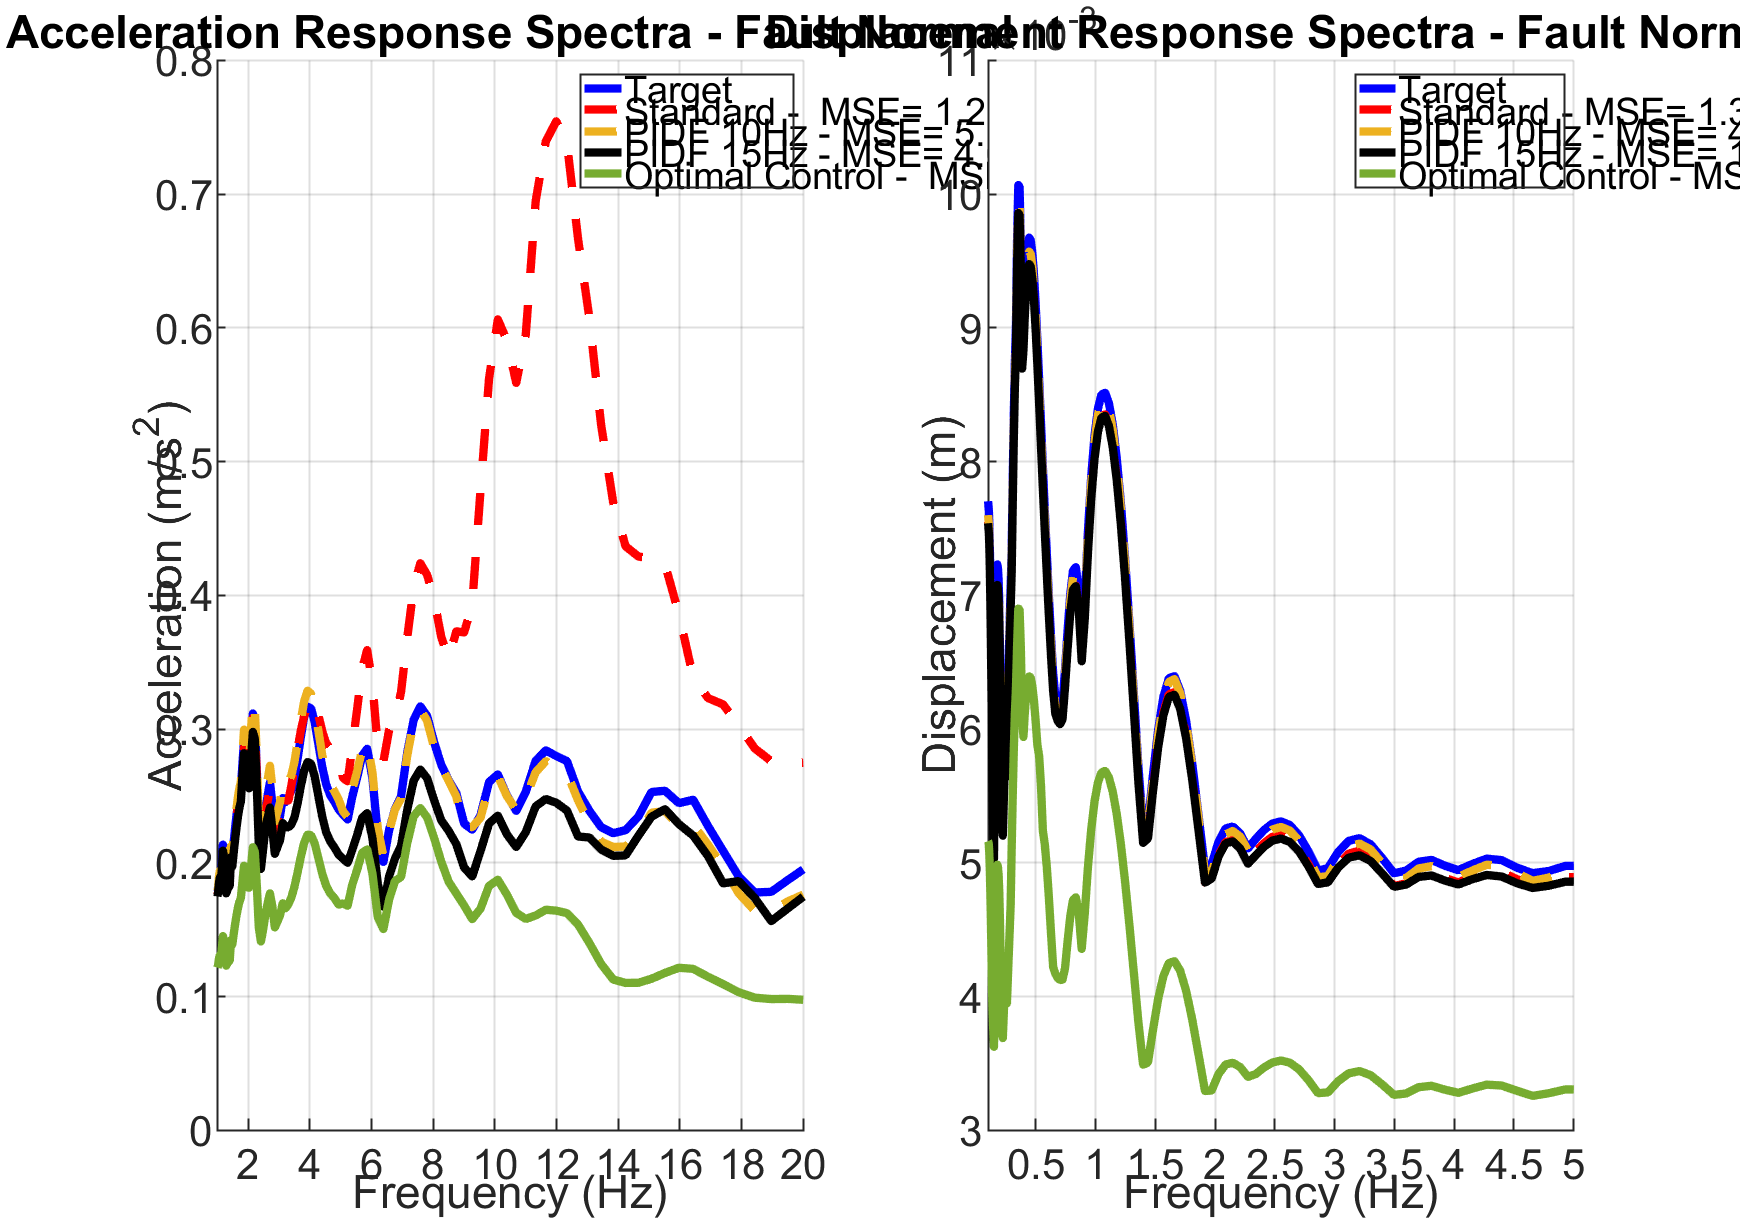 Acceleration Response Spectra - Fault Normal
Displacement Response Spectra - Fault Norm
Target
Standard - MSE= 1.2
PIDF 10Hz - MSE= 5.
PIDF 15Hz - MSE= 4.
Optimal Control - MS
Acceleration (m/s²)
0.8
0.7
0.6
0.5
0.4
0.3
0.2
0.1
0
2 4 6 8 10 12 14 16 18 20
Frequency (Hz)
Target
Standard - MSE= 1.3
PIDF 10Hz - MSE= 4
PIDF 15Hz - MSE= 1
Optimal Control - MS
Displacement (m)
11
10
9
8
7
6
5
4
3
0.5 1 1.5 2 2.5 3 3.5 4 4.5 5
Frequency (Hz)